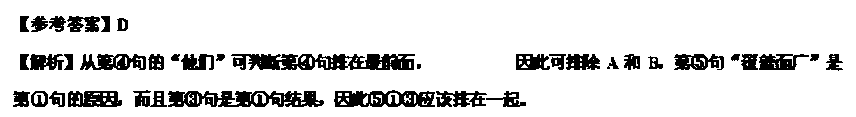 【参考答案】D
【解析】从第④句的“他们”可判断第④句排在最前面，因此可排除 A 和 B。第⑤句“覆盖面广”是
第①句的原因，而且第③句是第①句结果，因此⑤①③应该排在一起。